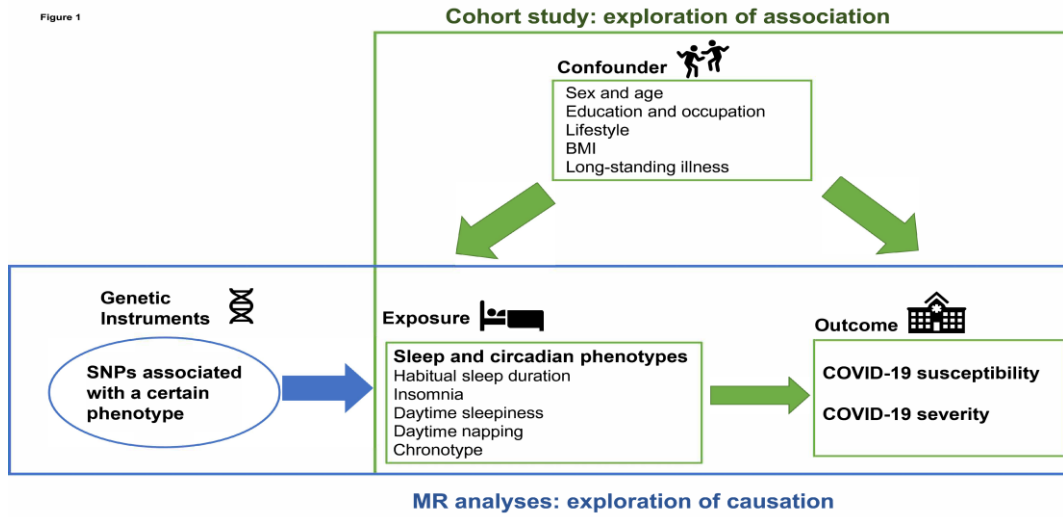 Figure 1
Cohort study: exploration of association
Confounder
Sex and age
Education and occupation
Lifestyle
BMI
Long-standing illness
Genetic
Instruments
SNPs associated
with a certain
phenotype
Exposure
Sleep and circadian phenotypes
Habitual sleep duration
Insomnia
Daytime sleepiness
Daytime napping
Chronotype
Outcome
COVID-19 susceptibility
COVID-19 severity
MR analyses: exploration of causation